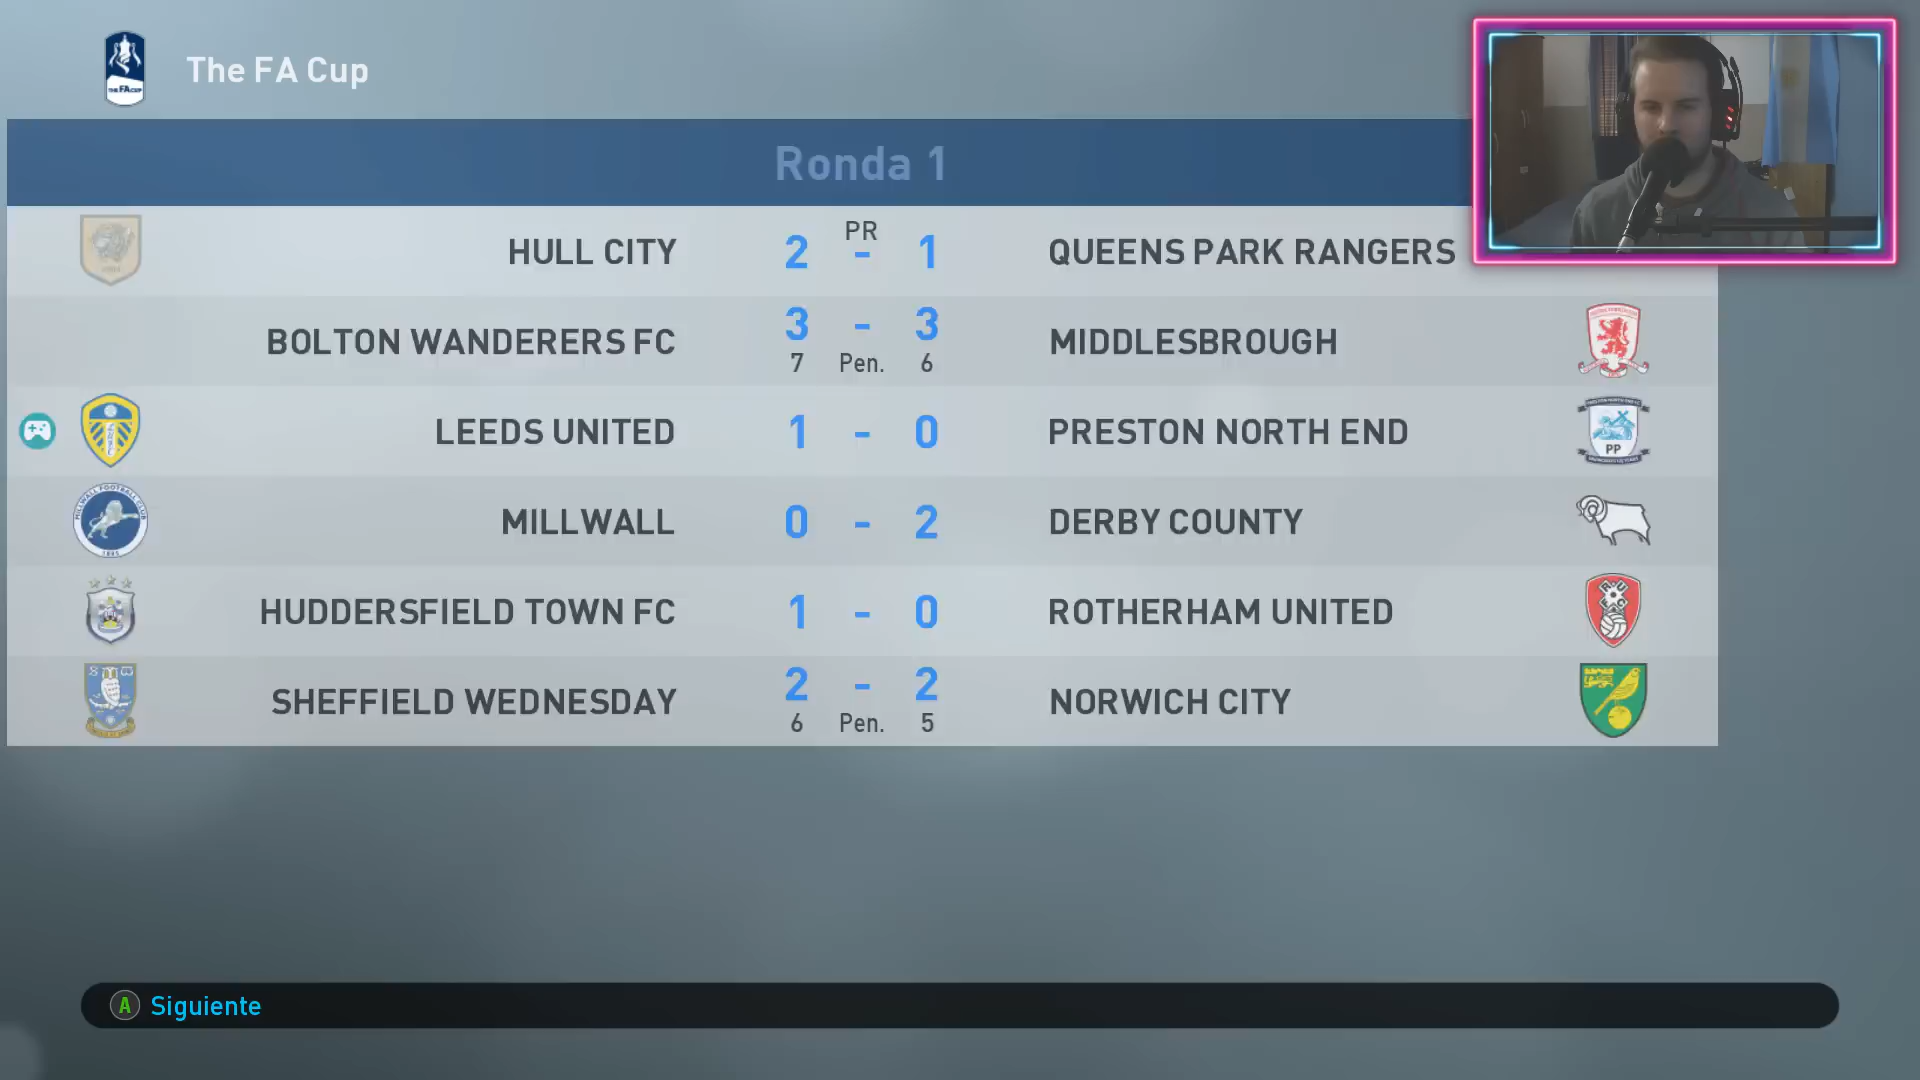 The FA Cup
Ronda 1
HULL CITY 2 PR - 1 QUEENS PARK RANGERS
BOLTON WANDERERS FC 3 - 3 MIDDLESBROUGH
7 Pen. 6
LEEDS UNITED 1 - 0 PRESTON NORTH END
PP
MILLWALL 0 - 2 DERBY COUNTY
HUDDERSFIELD TOWN FC 1 - 0 ROTHERHAM UNITED
SHEFFIELD WEDNESDAY 2 - 2 NORWICH CITY
6 Pen. 5
A Siguiente